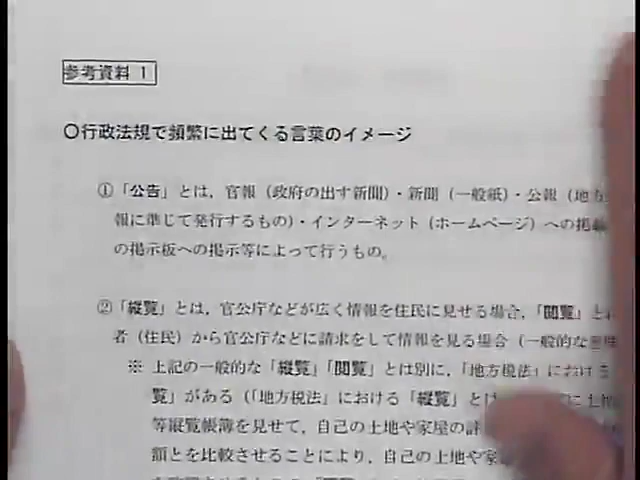 参考資料 1
○行政法規で頻繁に出てくる言葉のイメージ
①「公告」とは，官報（政府の出す新聞）・新聞（一般紙）・公報（地方
報に準じて発行するもの）・インターネット（ホームページ）への掲載
の掲示板への掲示等によって行うもの。
②「縦覧」とは，官公庁などが広く情報を住民に見せる場合，「閲覧」とは
者（住民）から官公庁などに請求をして情報を見る場合（一般的な意味
※ 上記の一般的な「縦覧」「閲覧」とは別に，「地方税法」における
覧」がある（「地方税法」における「縦覧」とは
等縦覧帳簿を見せて，自己の土地や家屋の評
額とを比較させることにより，自己の土地や家屋